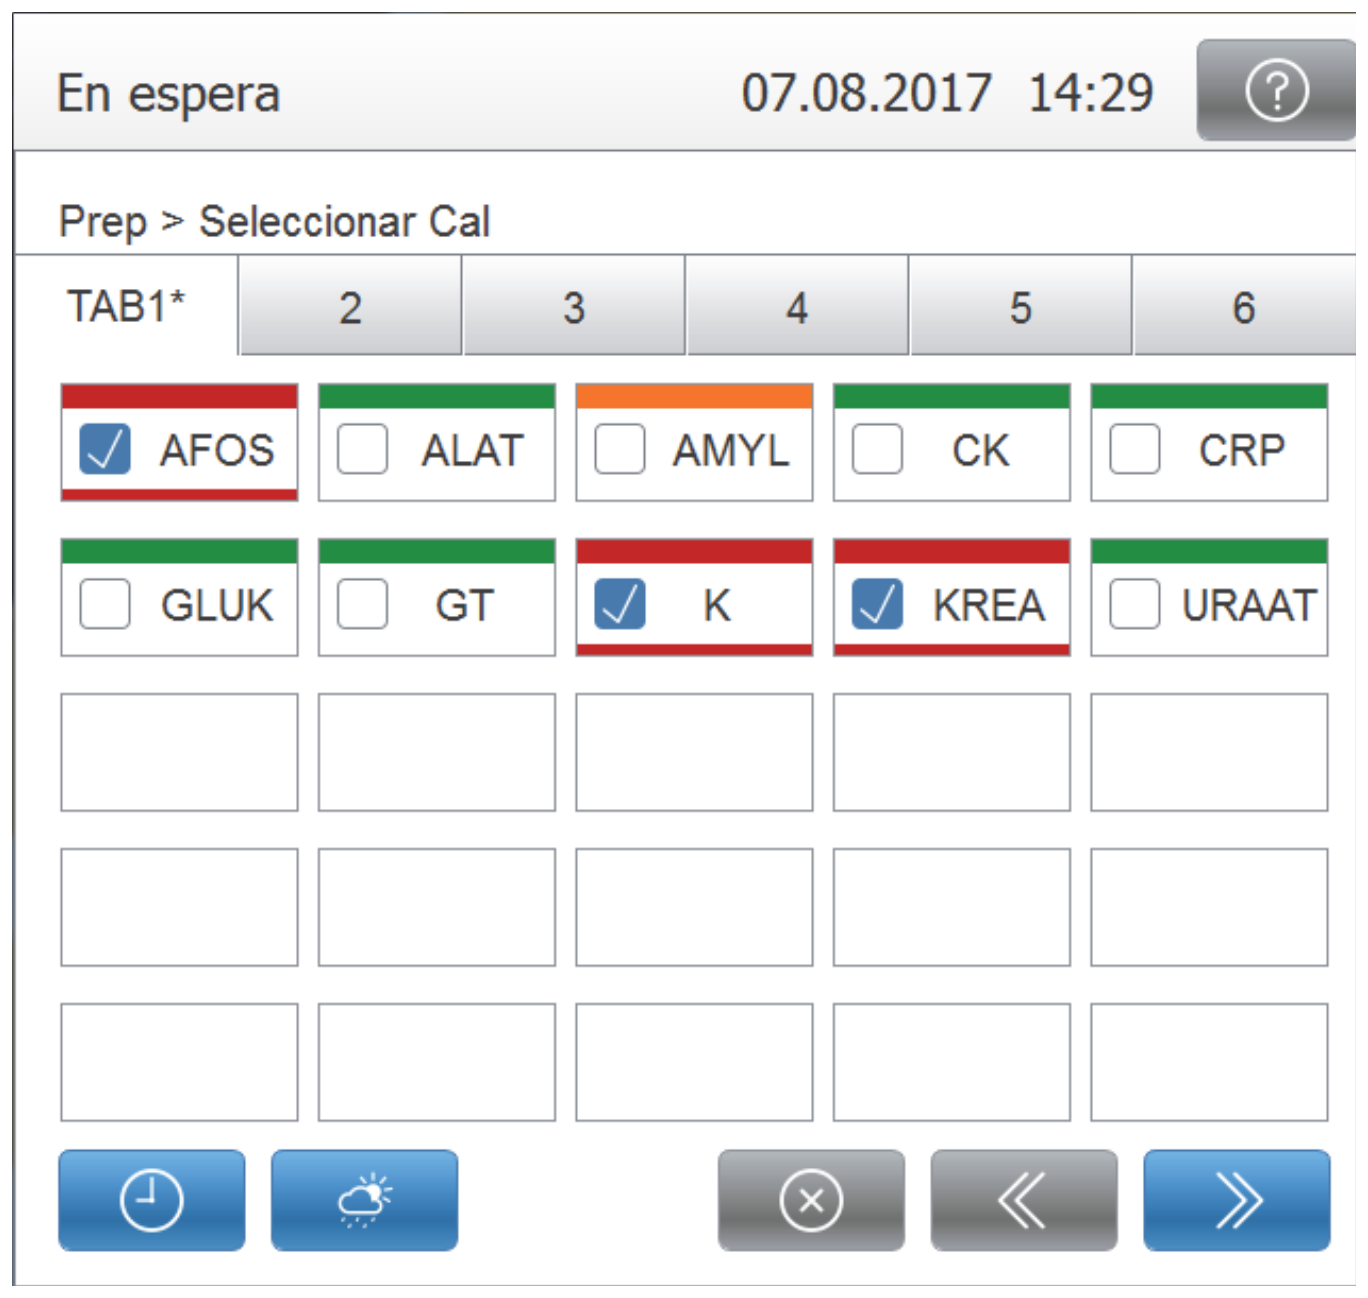 En espera 07.08.2017 14:29
Prep > Seleccionar Cal
TAB1* 2 3 4 5 6
AFOS ALAT AMYL CK CRP
GLUK GT K KREA URAAT